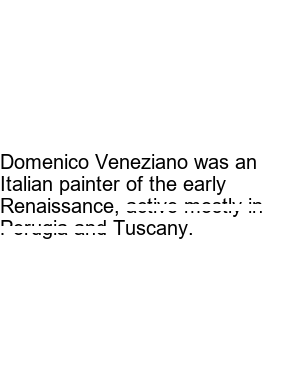 Domenico Veneziano was an
Italian painter of the early
Renaissance, active mostly in
Perugia and Tuscany.